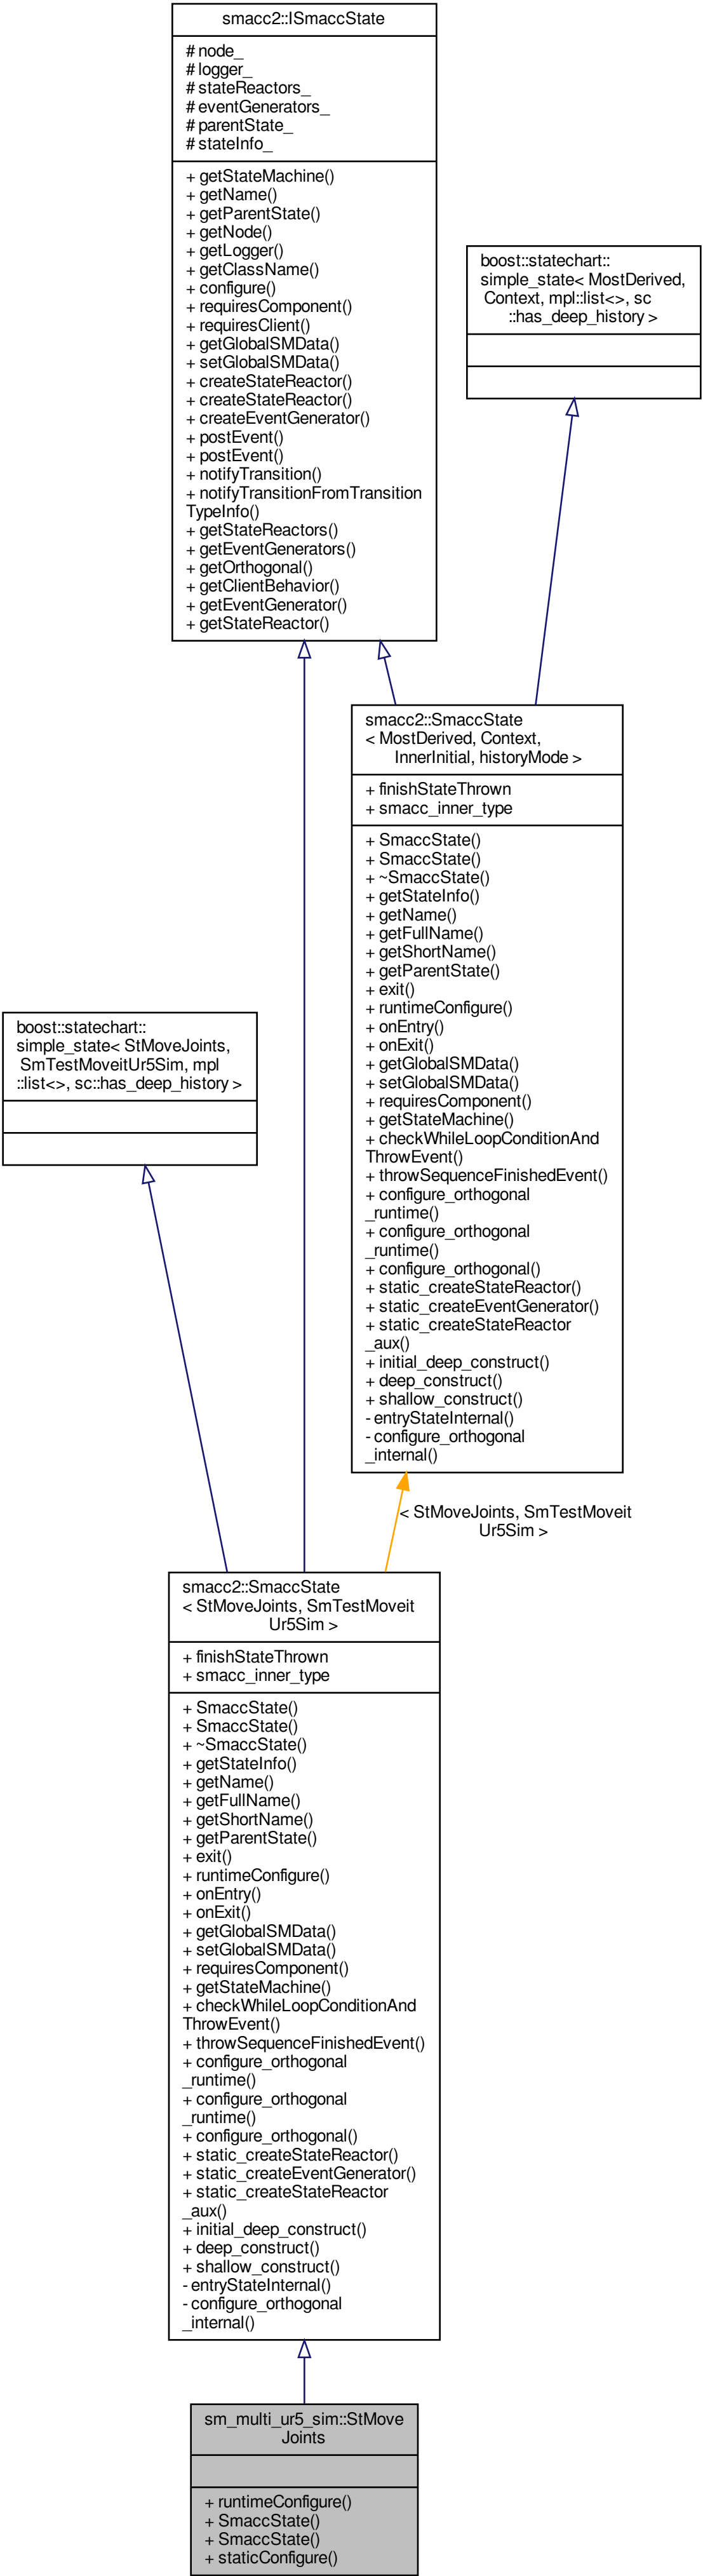 smacc2::ISmaccState
# node_
# logger_
# stateReactors_
# eventGenerators_
# parentState_
# stateInfo_
+ getStateMachine()
+ getName()
+ getParentState()
+ getNode()
+ getLogger()
+ getClassName()
+ configure()
+ requiresComponent()
+ requiresClient()
+ getGlobalSMData()
+ setGlobalSMData()
+ createStateReactor()
+ createStateReactor()
+ createEventGenerator()
+ postEvent()
+ postEvent()
+ notifyTransition()
+ notifyTransitionFromTransition
TypeInfo()
+ getStateReactors()
+ getEventGenerators()
+ getOrthogonal()
+ getClientBehavior()
+ getEventGenerator()
+ getStateReactor()
boost::statechart::
simple_state< MostDerived,
Context, mpl::list<>, sc
::has_deep_history >
smacc2::SmaccState
< MostDerived, Context,
InnerInitial, historyMode >
+ finishStateThrown
+ smacc_inner_type
+ SmaccState()
+ SmaccState()
+ ~SmaccState()
+ getStateInfo()
+ getName()
+ getFullName()
+ getShortName()
+ getParentState()
+ exit()
+ runtimeConfigure()
+ onEntry()
+ onExit()
+ getGlobalSMData()
+ setGlobalSMData()
+ requiresComponent()
+ getStateMachine()
+ checkWhileLoopConditionAnd
ThrowEvent()
+ throwSequenceFinishedEvent()
+ configure_orthogonal
_runtime()
+ configure_orthogonal
_runtime()
+ configure_orthogonal()
+ static_createStateReactor()
+ static_createEventGenerator()
+ static_createStateReactor
_aux()
+ initial_deep_construct()
+ deep_construct()
+ shallow_construct()
- entryStateInternal()
- configure_orthogonal
_internal()
boost::statechart::
simple_state< StMoveJoints,
SmTestMoveitUr5Sim, mpl
::list<>, sc::has_deep_history >
< StMoveJoints, SmTestMoveit
Ur5Sim >
smacc2::SmaccState
< StMoveJoints, SmTestMoveit
Ur5Sim >
+ finishStateThrown
+ smacc_inner_type
+ SmaccState()
+ SmaccState()
+ ~SmaccState()
+ getStateInfo()
+ getName()
+ getFullName()
+ getShortName()
+ getParentState()
+ exit()
+ runtimeConfigure()
+ onEntry()
+ onExit()
+ getGlobalSMData()
+ setGlobalSMData()
+ requiresComponent()
+ getStateMachine()
+ checkWhileLoopConditionAnd
ThrowEvent()
+ throwSequenceFinishedEvent()
+ configure_orthogonal
_runtime()
+ configure_orthogonal
_runtime()
+ configure_orthogonal()
+ static_createStateReactor()
+ static_createEventGenerator()
+ static_createStateReactor
_aux()
+ initial_deep_construct()
+ deep_construct()
+ shallow_construct()
- entryStateInternal()
- configure_orthogonal
_internal()
sm_multi_ur5_sim::StMove
Joints
+ runtimeConfigure()
+ SmaccState()
+ SmaccState()
+ staticConfigure()